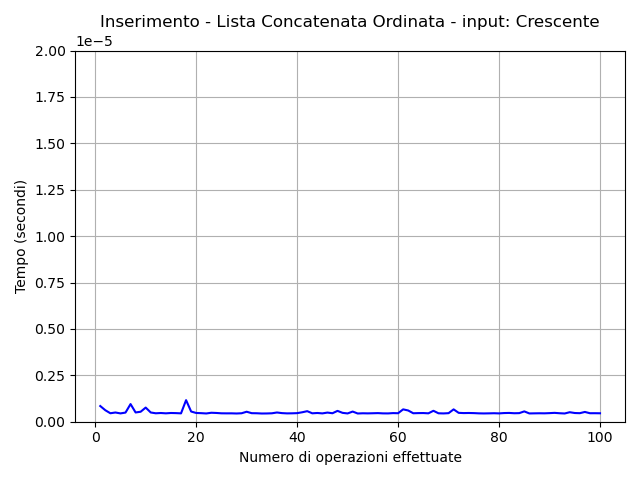 Inserimento - Lista Concatenata Ordinata - input: Crescente
1e−5
2.00
1.75
1.50
1.25
1.00
0.75
0.50
0.25
0.00
Tempo (secondi)
0 20 40 60 80 100
Numero di operazioni effettuate